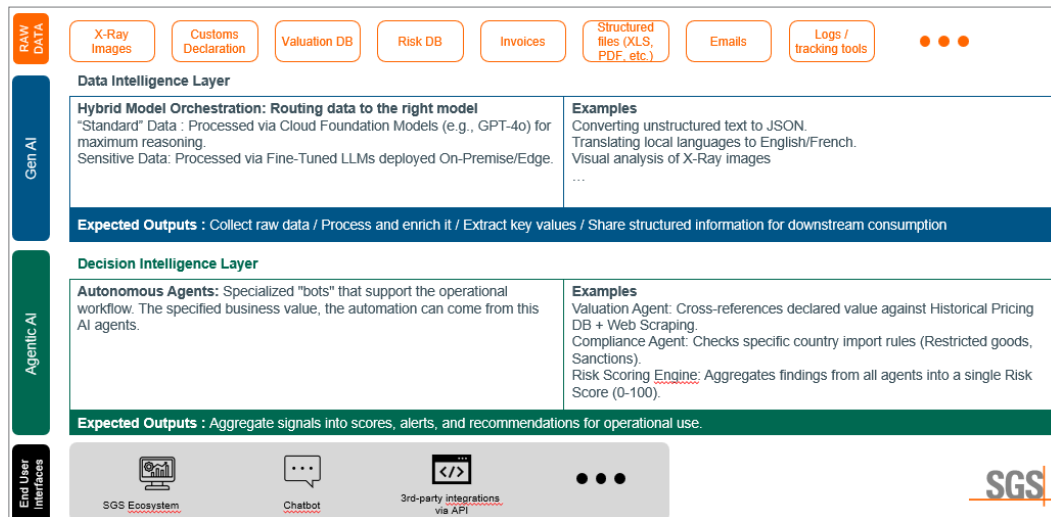 RAW
DATA
X-Ray
Images
Customs
Declaration
Valuation DB
Risk DB
Invoices
Structured
files (XLS,
PDF, etc.)
Emails
Logs /
tracking tools
Gen AI
Data Intelligence Layer
Hybrid Model Orchestration: Routing data to the right model
“Standard” Data : Processed via Cloud Foundation Models (e.g., GPT-4o) for
maximum reasoning.
Sensitive Data: Processed via Fine-Tuned LLMs deployed On-Premise/Edge.
Examples
Converting unstructured text to JSON.
Translating local languages to English/French.
Visual analysis of X-Ray images
…
Expected Outputs : Collect raw data / Process and enrich it / Extract key values / Share structured information for downstream consumption
Agentic AI
Decision Intelligence Layer
Autonomous Agents: Specialized "bots" that support the operational
workflow. The specified business value, the automation can come from this
AI agents.
Examples
Valuation Agent: Cross-references declared value against Historical Pricing
DB + Web Scraping.
Compliance Agent: Checks specific country import rules (Restricted goods,
Sanctions).
Risk Scoring Engine: Aggregates findings from all agents into a single Risk
Score (0-100).
Expected Outputs : Aggregate signals into scores, alerts, and recommendations for operational use.
End User
Interfaces
SGS Ecosystem
Chatbot
</>
3rd-party integrations
via API
SGS